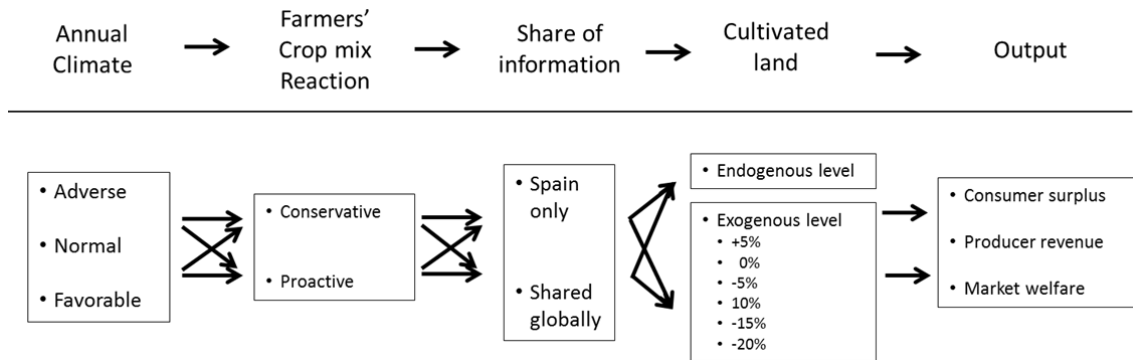 Annual
Climate
Farmers’
Crop mix
Reaction
Share of
information
Cultivated
land
Output
• Adverse
• Normal
• Favorable
• Conservative
• Proactive
• Spain
only
• Shared
globally
• Endogenous level
• Exogenous level
• +5%
• 0%
• -5%
• 10%
• -15%
• -20%
• Consumer surplus
• Producer revenue
• Market welfare